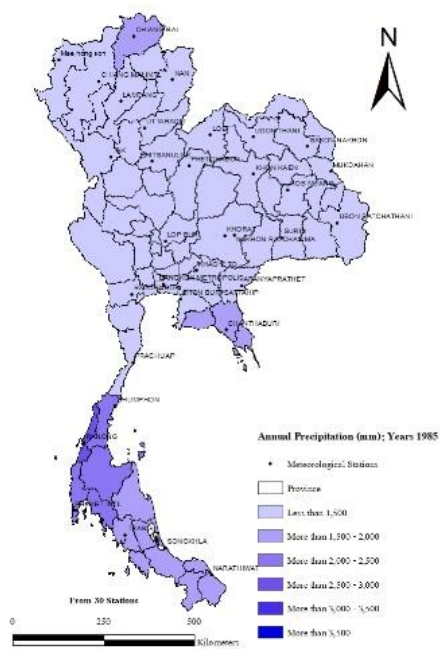 CHIANG RAI
N
Mae hong son
NAN
LAMPANG
UTTARADIT
LOEI
UDON THANI
SAKON NAKHON
PHITSANULOK
PHETCHABUN
KHON KAEN
MUKDAHAN
UBON RATCHATHANI
LOP BURI
KHORAT
SURIN
NAKHON RATCHASIMA
BANGKOK METROPOLIS
ARANYAPRATHET
CHANTHABURI
PRACHUAP
CHUMPHON
RANONG
Annual Precipitation (mm); Years 1985
Meteorological Stations
Province
Less than 1,500
More than 1,500 - 2,000
SONGKHLA
More than 2,000 - 2,500
NARATHIWAT
More than 2,500 - 3,000
From 30 Stations
More than 3,000 - 3,500
0 250 500
More than 3,500
Kilometers